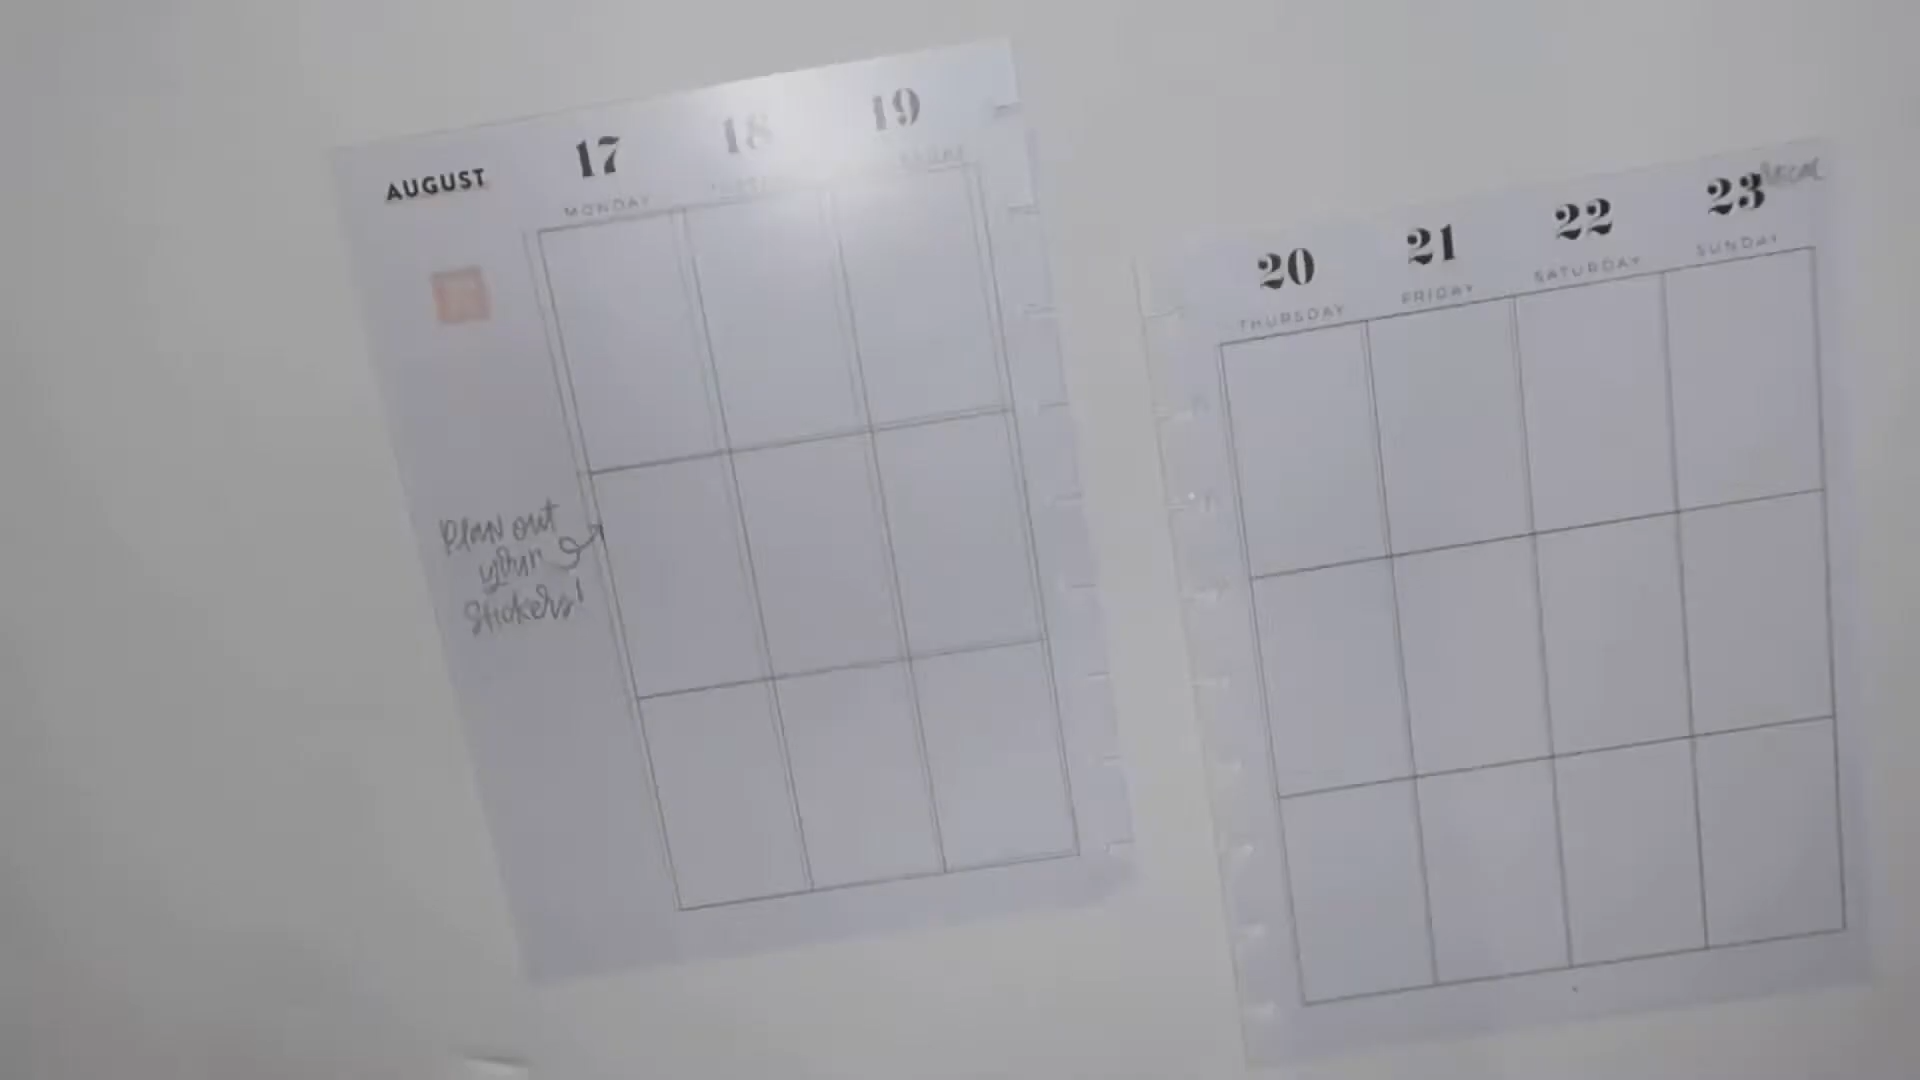 AUGUST
17
18
19
MONDAY
Plan out
your
Stickers!
20
21
22
23
THURSDAY
FRIDAY
SATURDAY
SUNDAY